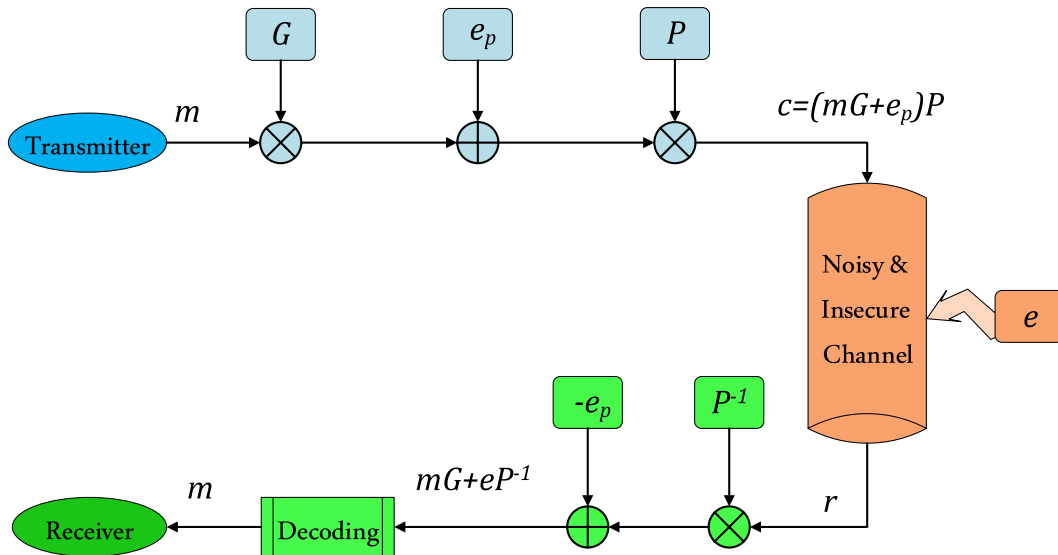 G
e_p
P
m
c=(mG+e_p)P
Transmitter
Noisy &
Insecure
Channel
e
-e_p
P^-1
m
mG+eP^-1
r
Receiver
Decoding